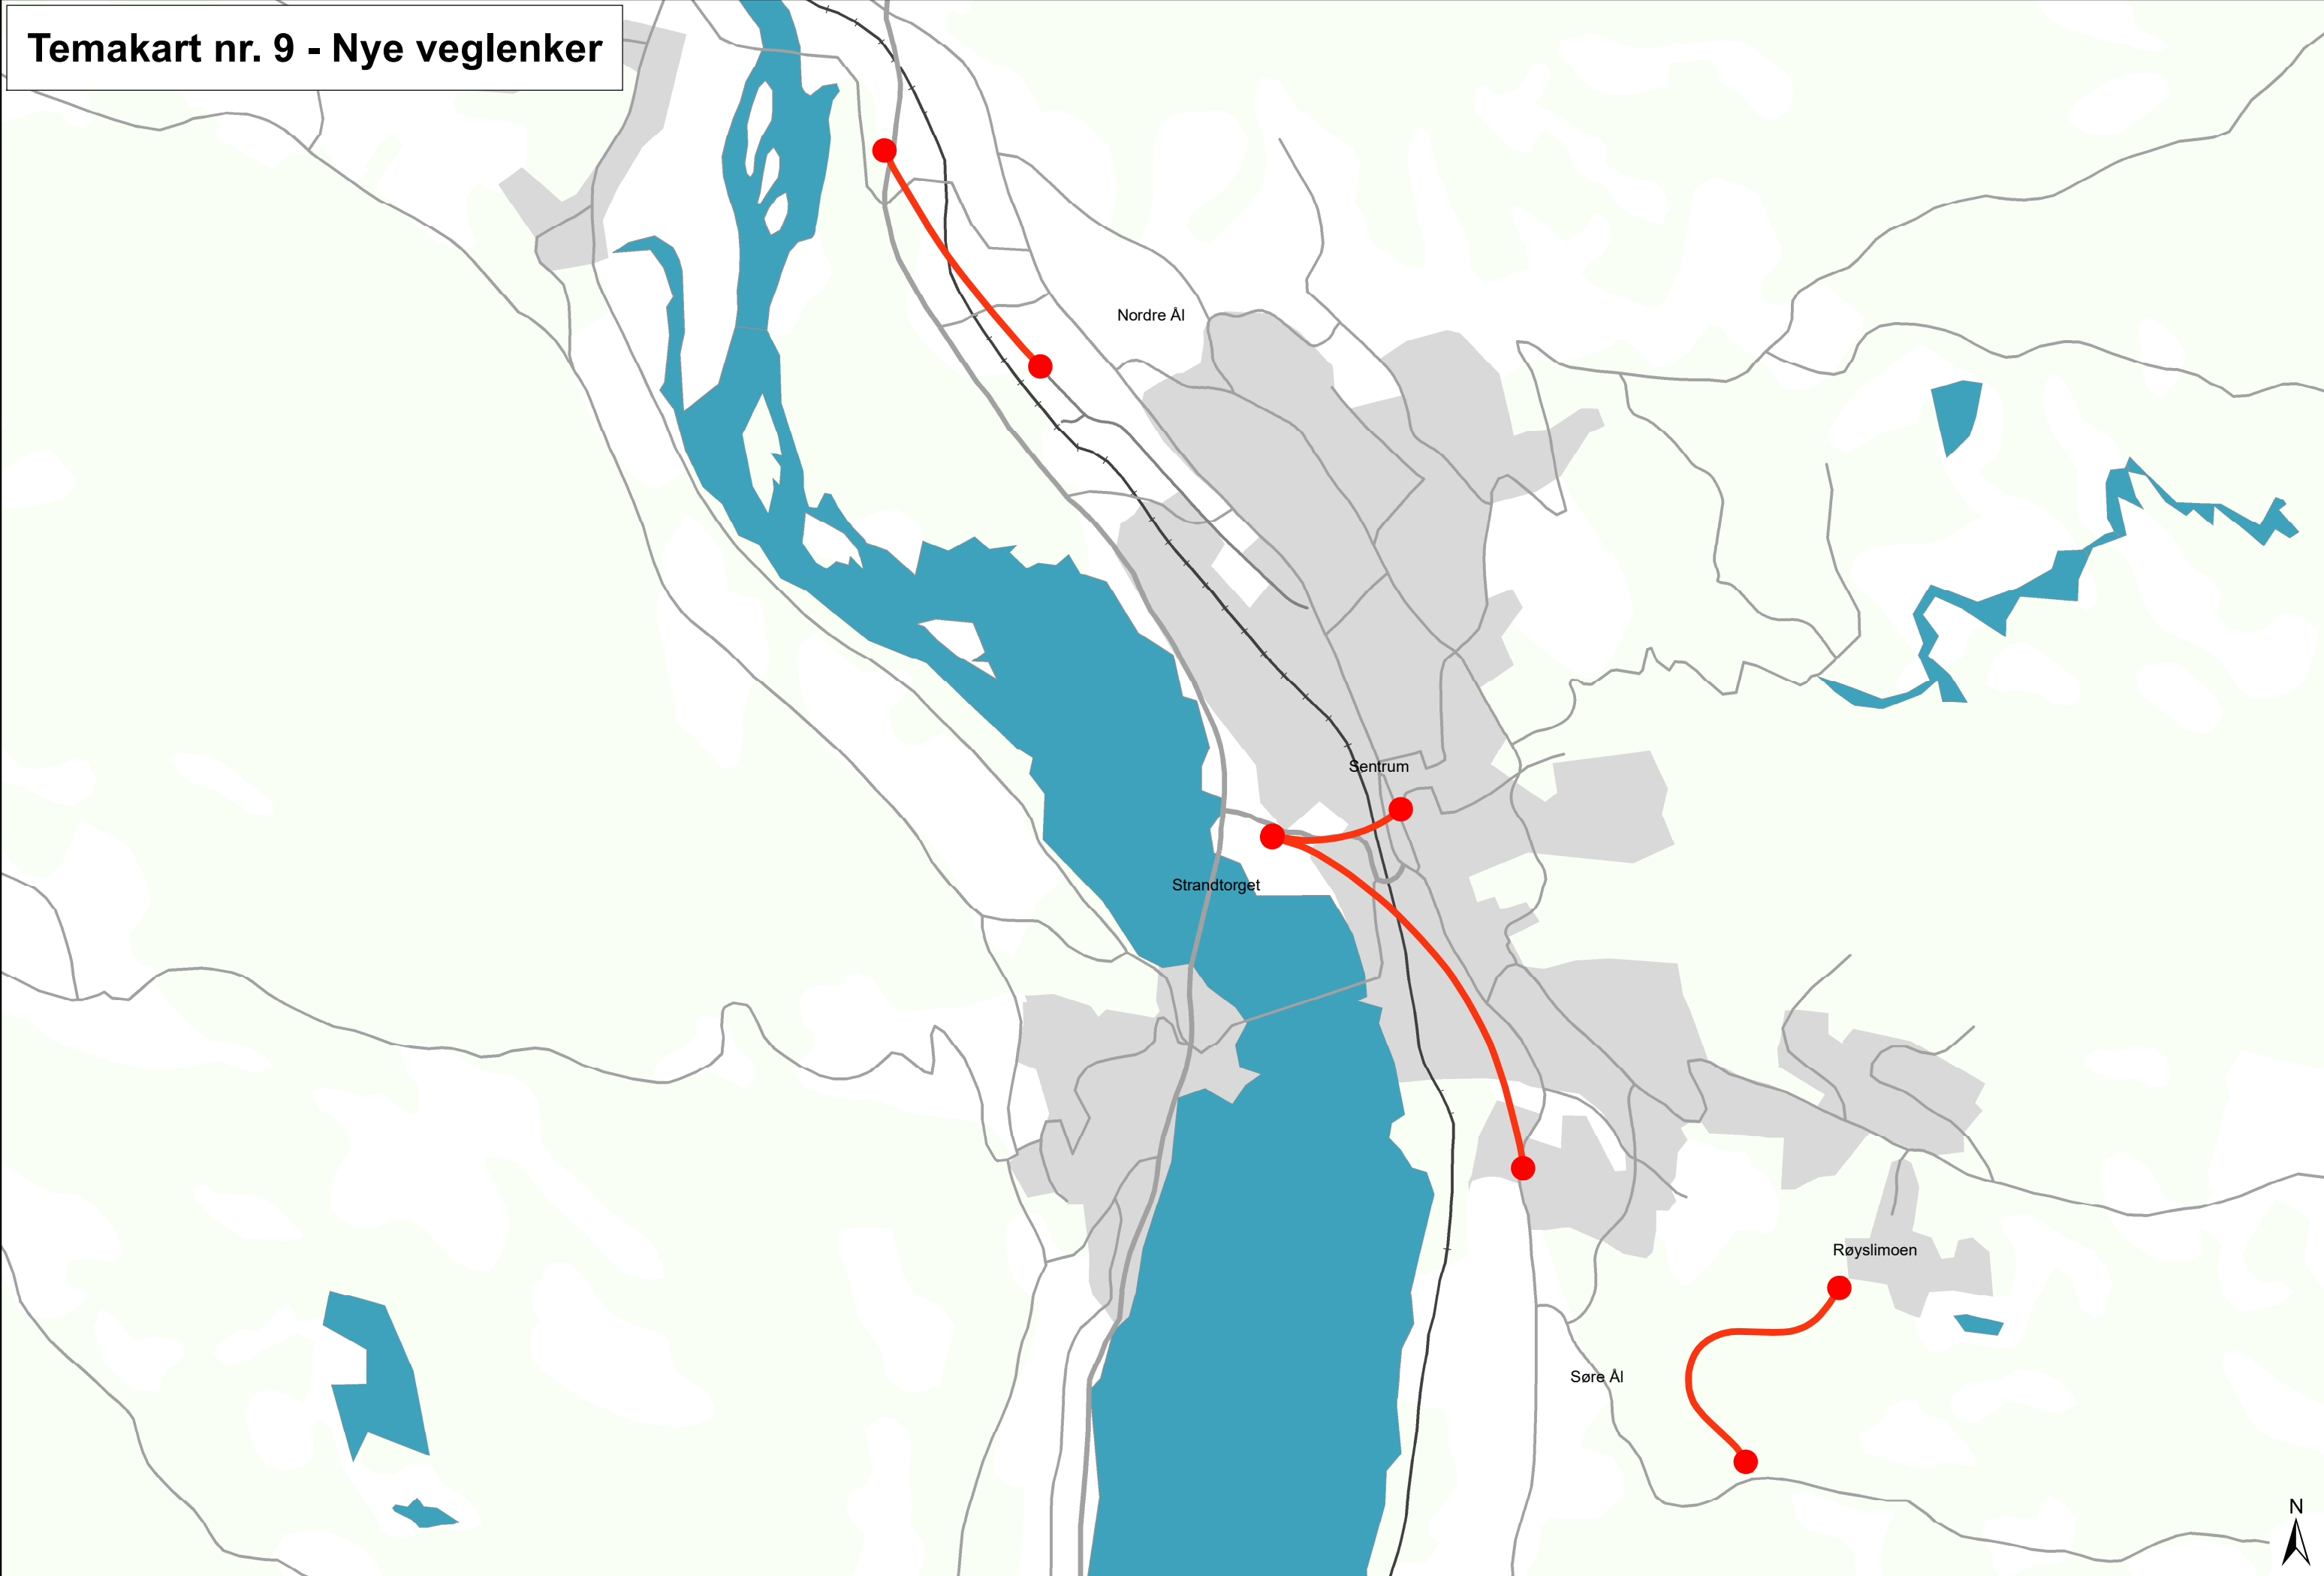 Temakart nr. 9 - Nye veglenker
Nordre Ål
Sentrum
Strandtorget
Røyslimoen
Søre Ål
N